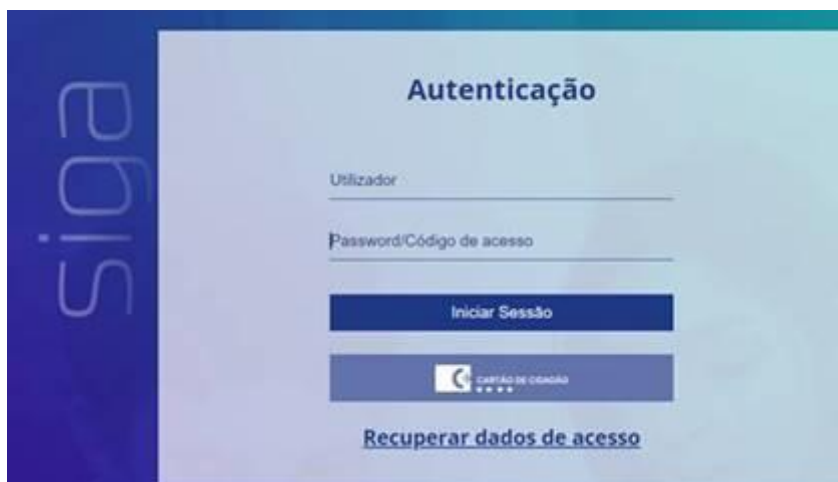 siga
Autenticação
Utilizador
Password/Código de acesso
Iniciar Sessão
CARTÃO DE CIDADÃO
Recuperar dados de acesso